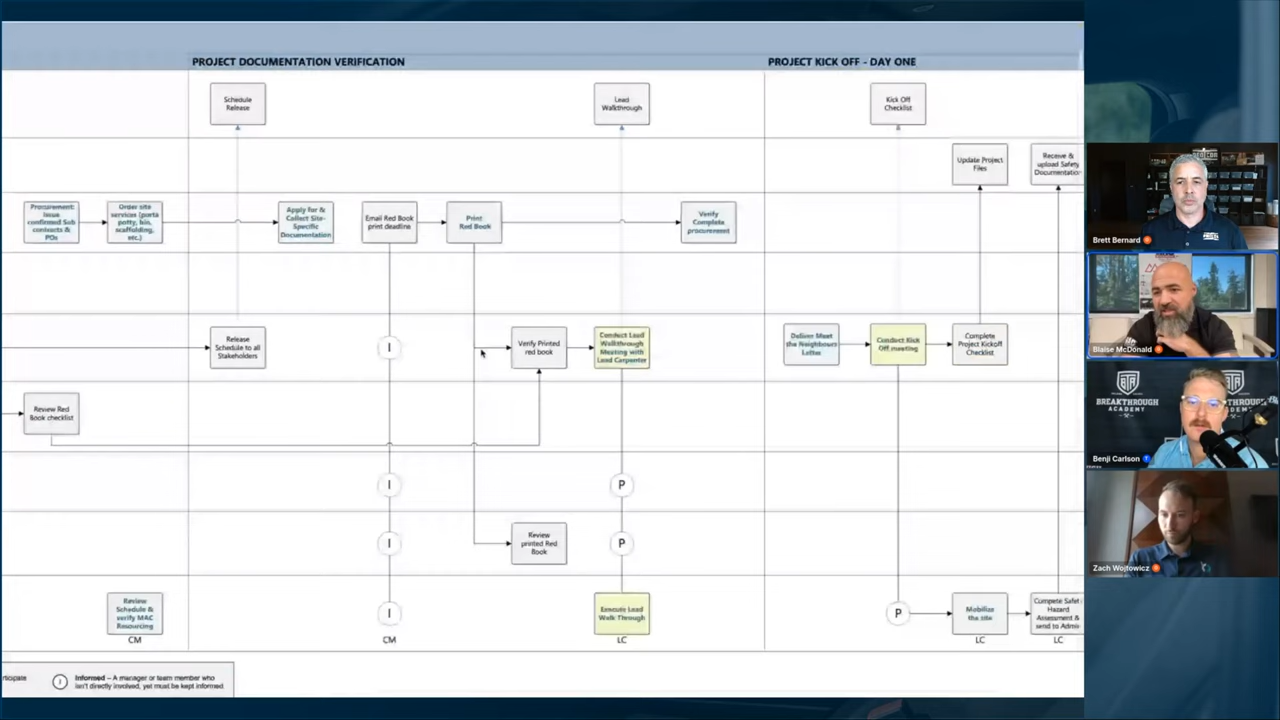 PROJECT DOCUMENTATION VERIFICATION
PROJECT KICK OFF - DAY ONE
Schedule
Release
Lead
Walkthrough
Kick Off
Checklist
Update Project
Files
Receive &
upload Safety
Documentation
Procurement:
Issue
confirmed Sub
contracts &
POs
Order site
services (porta
potty, bin,
scaffolding,
etc.)
Apply for &
Collect Site-
Specific
Documentation
Email Red Book
print deadline
Print
Red Book
Verify
Complete
procurement
Release
Schedule to all
Stakeholders
I
Verify Printed
red book
Conduct Lead
Walkthrough
Meeting with
Lead Carpenter
Deliver Meet
the Neighbours
Letter
Conduct Kick
Off meeting
Complete
Project Kickoff
Checklist
Review Red
Book checklist
I
P
I
Review
printed Red
Book
P
Review
Schedule &
verify MAC
Resourcing
CM
I
CM
Execute Lead
Walk Through
LC
P
Mobilize
the site
LC
Compete Safet
Hazard
Assessment &
send to Admin
LC
rticipate
I
Informed – A manager or team member who
isn't directly involved, yet must be kept informed.
Brett Bernard
Blaise McDonald
BREAKTHROUGH
ACADEMY
BTA
Benji Carlson
Zach Wojtowicz